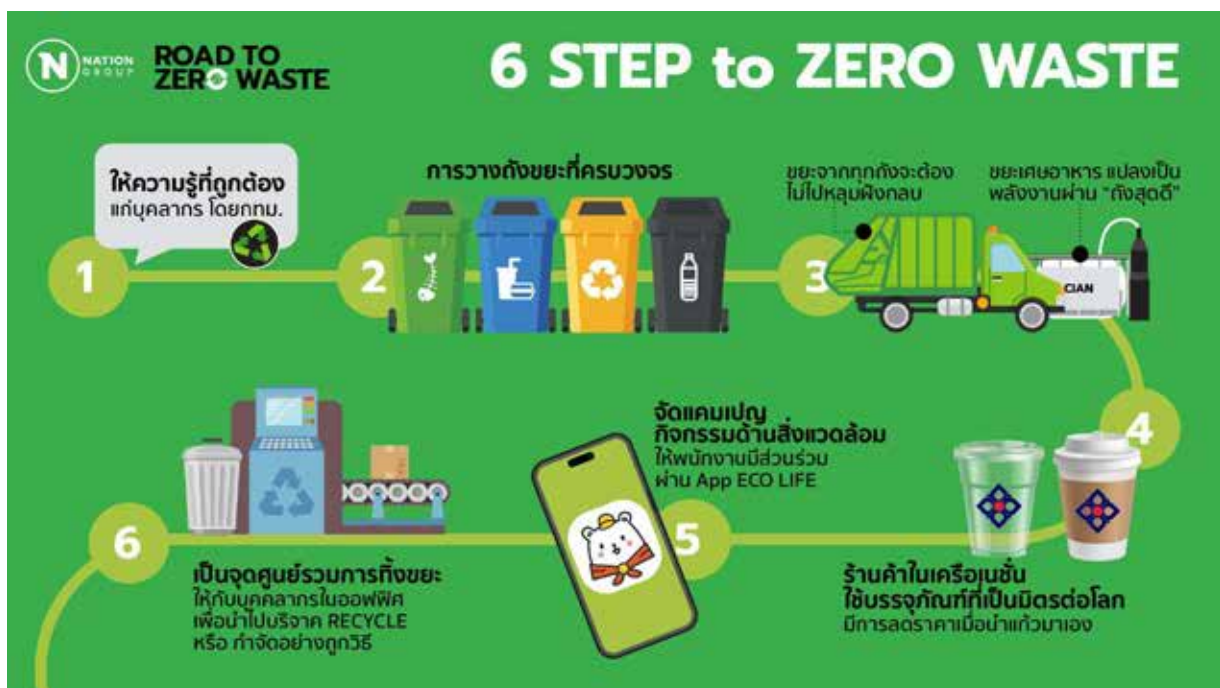 NATION
GROUP
ROAD TO
ZERO WASTE
6 STEP to ZERO WASTE
1
ให้ความรู้ที่ถูกต้อง
แก่บุคลากร โดยกทม.
2
การวางถังขยะที่ครบวงจร
3
ขยะจากทุกถังจะต้อง
ไม่ไปหลุมฝังกลบ
ขยะเศษอาหาร แปลงเป็น
พลังงานผ่าน "ถังสุดดี"
CIAN
4
ร้านค้าในเครือเนชั่น
ใช้บรรจุภัณฑ์ที่เป็นมิตรต่อโลก
มีการลดราคาเมื่อนำแก้วมาเอง
5
จัดแคมเปญ
กิจกรรมด้านสิ่งแวดล้อม
ให้พนักงานมีส่วนร่วม
ผ่าน App ECO LIFE
6
เป็นจุดศูนย์รวมการทิ้งขยะ
ให้กับบุคคลากรในออฟฟิศ
เพื่อนำไปบริจาค RECYCLE
หรือ กำจัดอย่างถูกวิธี